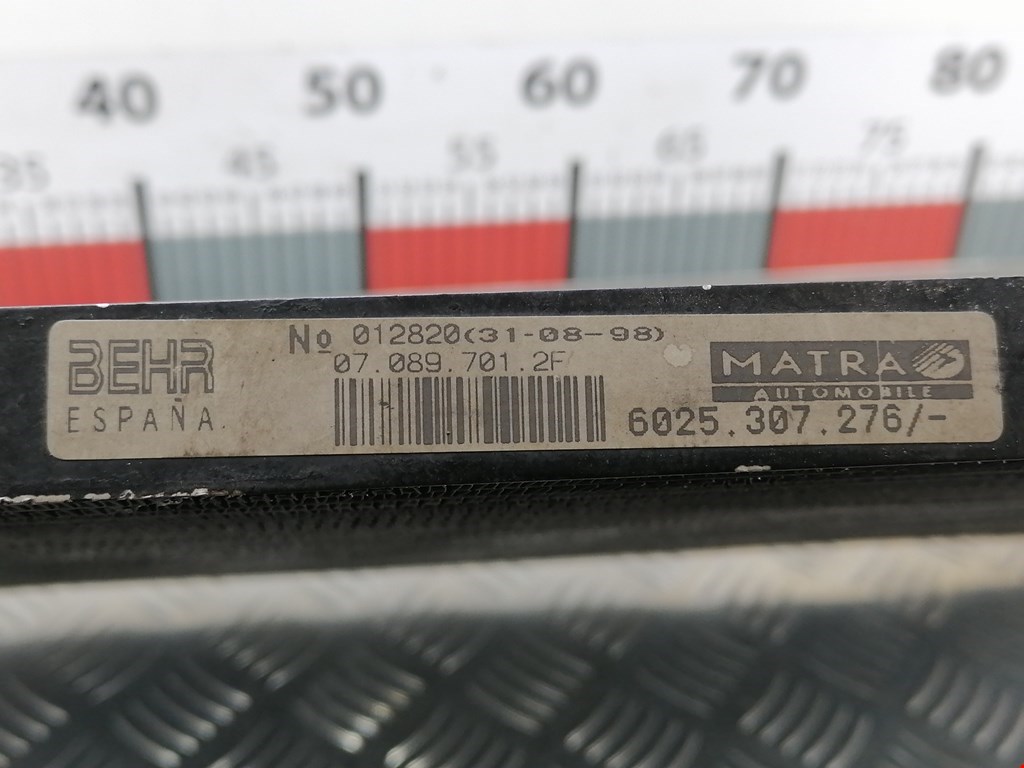 40 50 60 70 80
35 45 55 65 75
BEHR
ESPAÑA.
Nº 012820(31-08-98)
07.089.701.2F
MATRA
AUTOMOBILE
6025.307.276/-